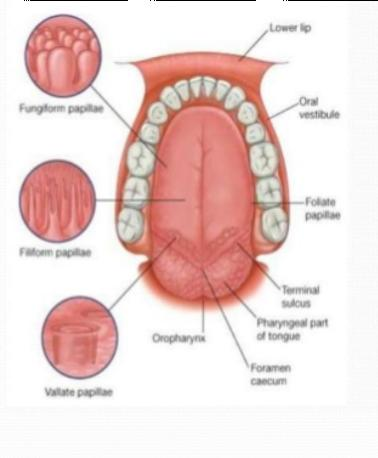 Lower lip
Fungiform papillae
Oral
vestibule
Foliate
papillae
Filiform papillae
Terminal
sulcus
Pharyngeal part
of tongue
Oropharynx
Foramen
caecum
Vallate papillae